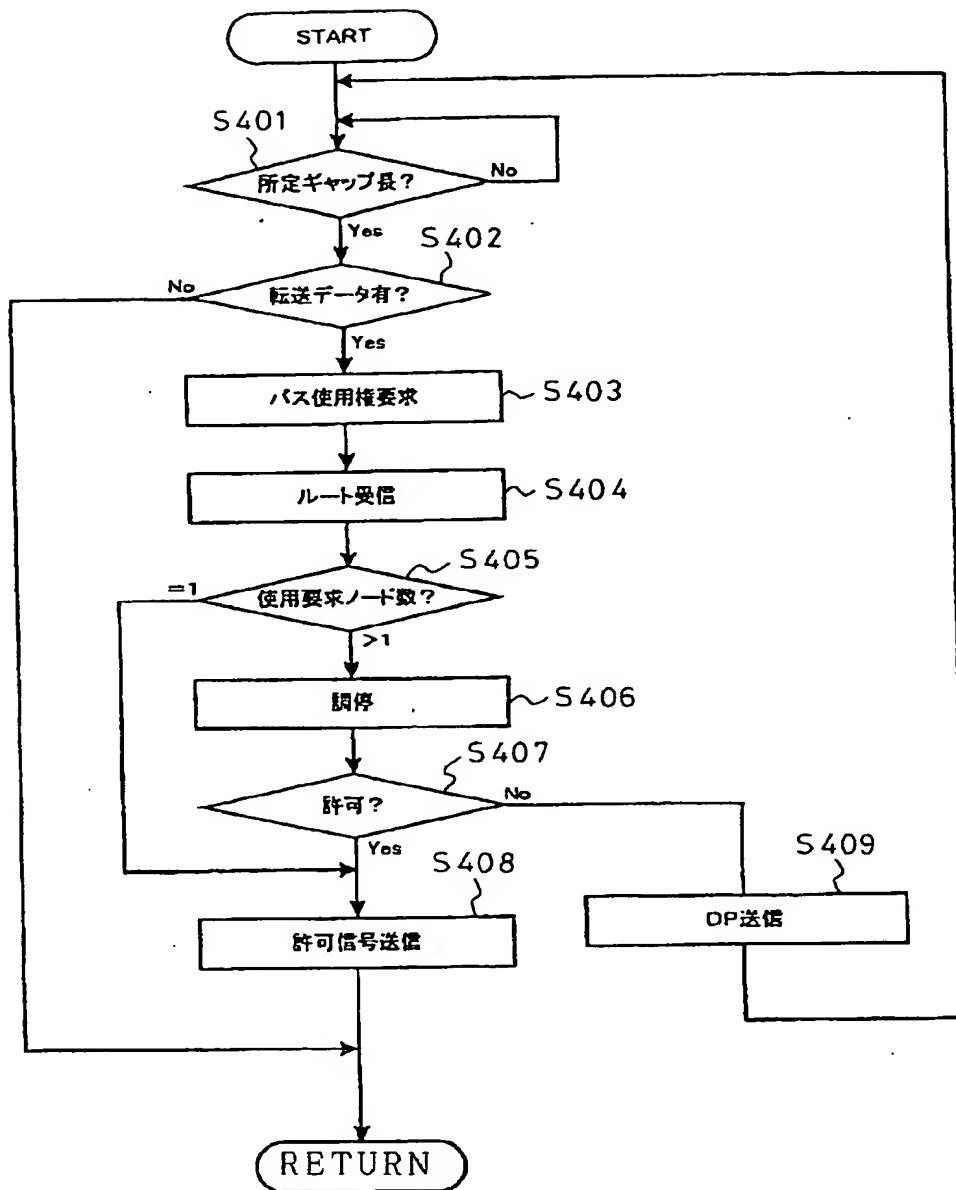 START
S401
所定ギャップ長?
No
Yes
S402
転送データ有?
No
Yes
バス使用権要求
S403
ルート受信
S404
S405
使用要求ノード数?
=1
>1
調停
S406
S407
許可?
No
Yes
S408
許可信号送信
S409
DP送信
RETURN